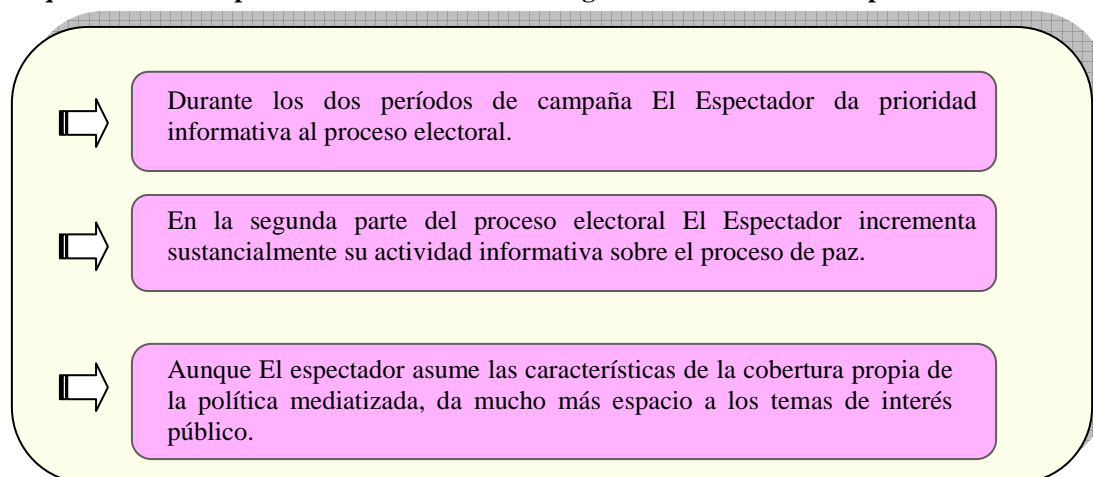 Durante los dos períodos de campaña El Espectador da prioridad
informativa al proceso electoral.
En la segunda parte del proceso electoral El Espectador incrementa
sustancialmente su actividad informativa sobre el proceso de paz.
Aunque El espectador asume las características de la cobertura propia de
la política mediatizada, da mucho más espacio a los temas de interés
público.